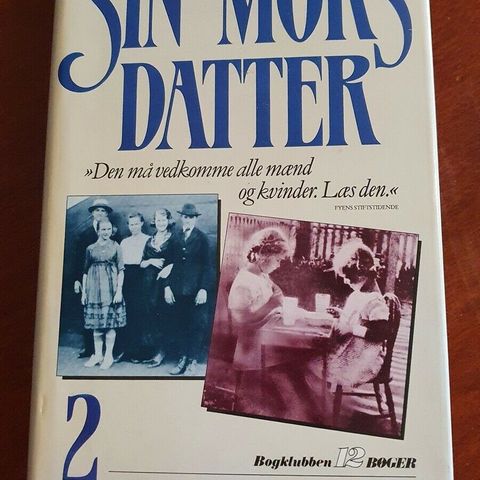 SIN MORS
DATTER
»Den må vedkomme alle mænd
og kvinder. Læs den.«
FYENS STIFTSTIDENDE
2
Bogklubben 12 BØGER